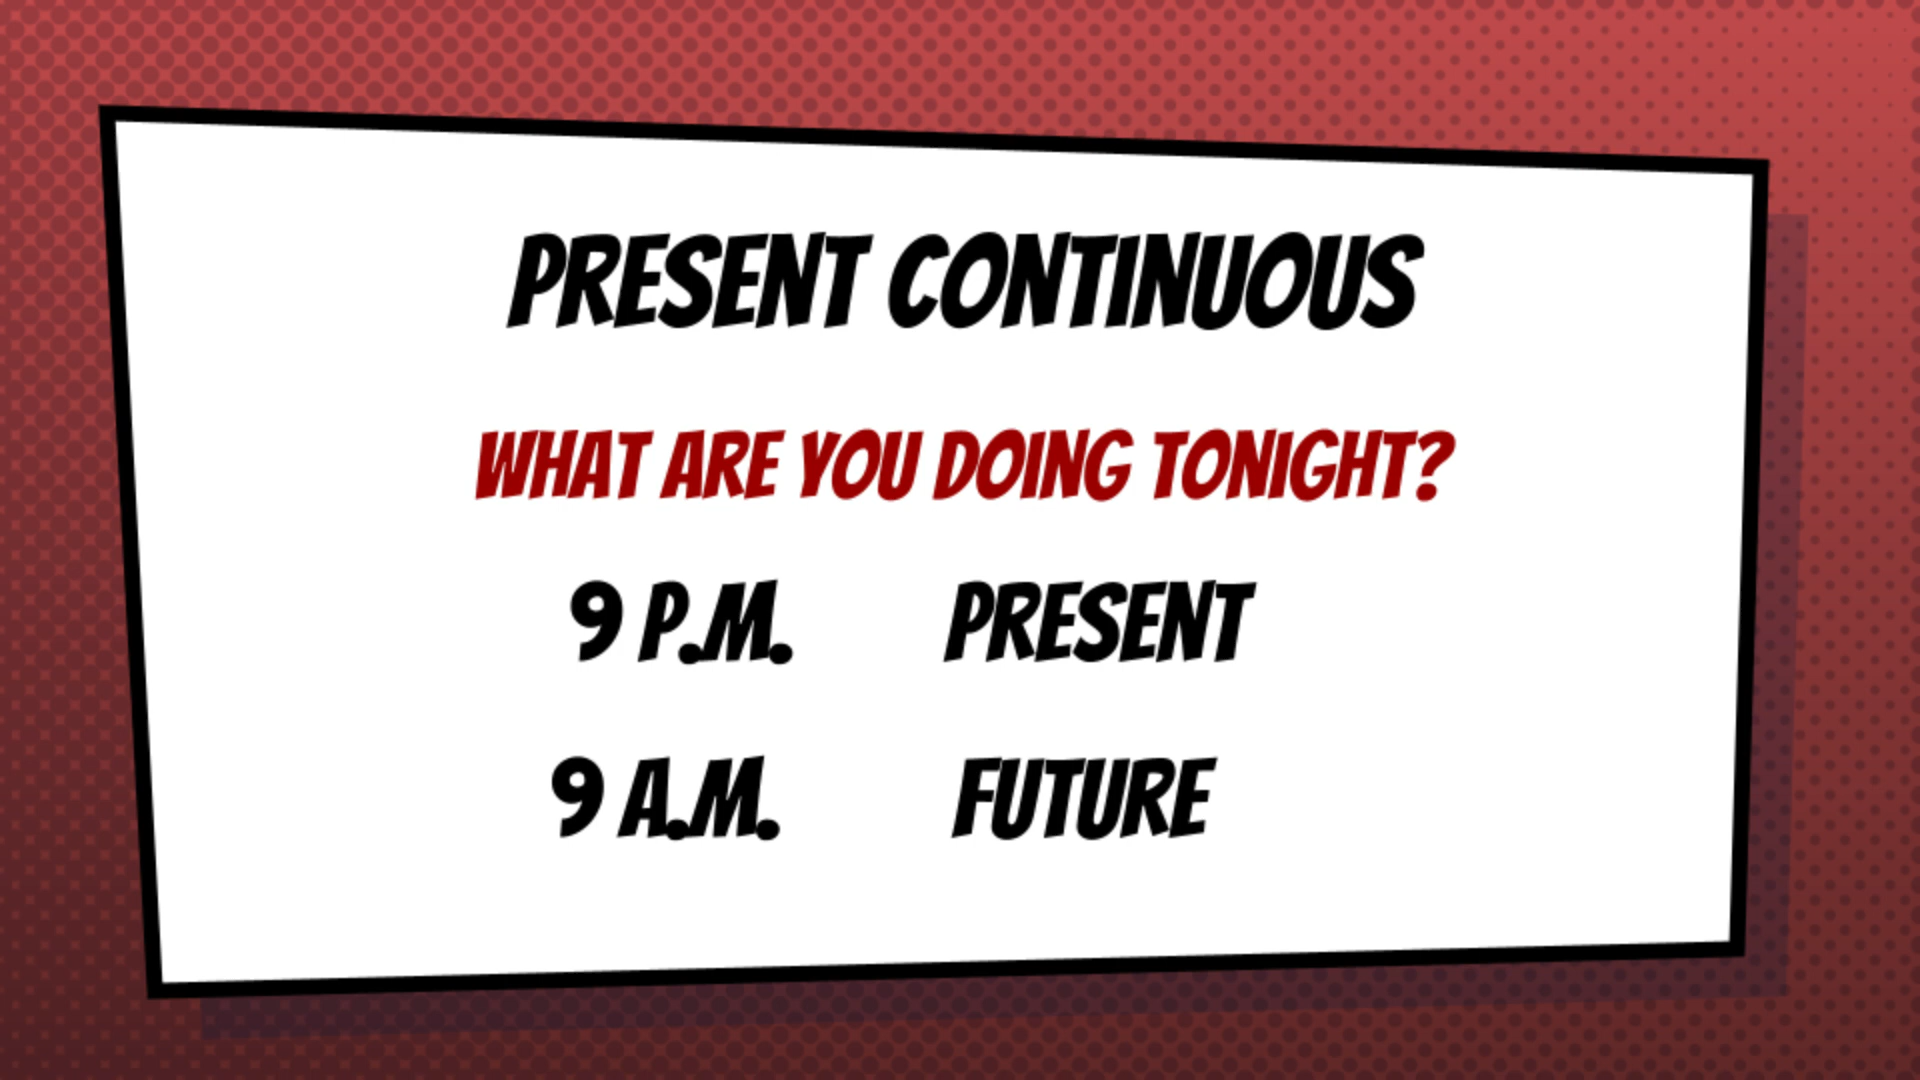 PRESENT CONTINUOUS
WHAT ARE YOU DOING TONIGHT?
9 P.M. PRESENT
9 A.M. FUTURE